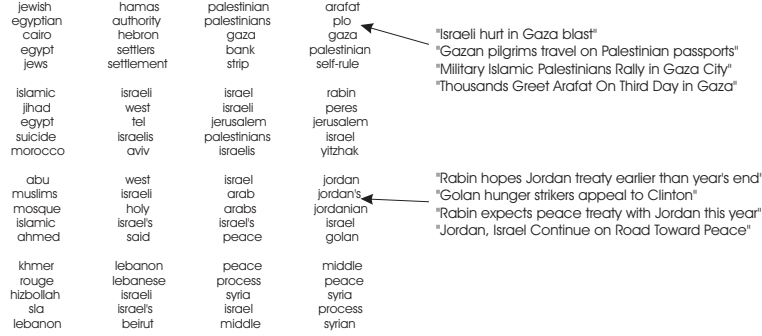 jewish hamas palestinian arafat
egyptian authority palestinians plo
cairo hebron gaza gaza
egypt settlers bank palestinian
jews settlement strip self-rule
"Israeli hurt in Gaza blast"
"Gazan pilgrims travel on Palestinian passports"
"Military Islamic Palestinians Rally in Gaza City"
"Thousands Greet Arafat On Third Day in Gaza"
islamic israeli israel rabin
jihad west israeli peres
egypt tel jerusalem jerusalem
suicide israelis palestinians israel
morocco aviv israelis yitzhak
abu west israel jordan
muslims israeli arab jordan's
mosque holy arabs jordanian
islamic israel's israel's israel
ahmed said peace golan
"Rabin hopes Jordan treaty earlier than year's end"
"Golan hunger strikers appeal to Clinton"
"Rabin expects peace treaty with Jordan this year"
"Jordan, Israel Continue on Road Toward Peace"
khmer lebanon peace middle
rouge lebanese process peace
hizbollah israeli syria syria
sla israel's israel process
lebanon beirut middle syrian